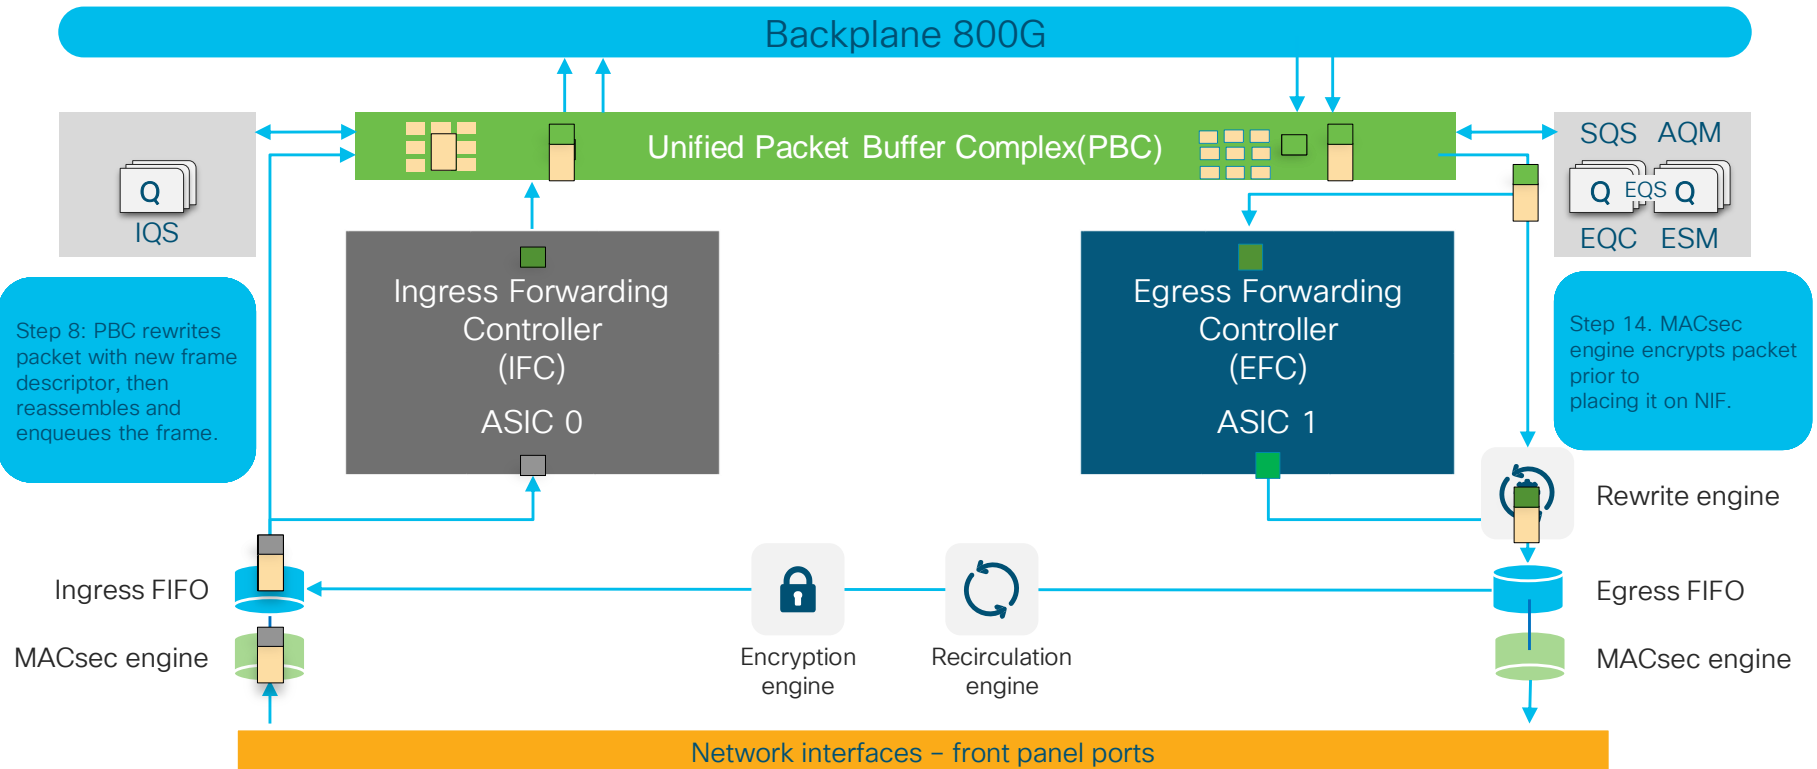 Backplane 800G
Unified Packet Buffer Complex(PBC)
Q
IQS
SQS AQM
Q EQS Q
EQC ESM
Ingress Forwarding
Controller
(IFC)
ASIC 0
Egress Forwarding
Controller
(EFC)
ASIC 1
Step 8: PBC rewrites
packet with new frame
descriptor, then
reassembles and
enqueues the frame.
Step 14. MACsec
engine encrypts packet
prior to
placing it on NIF.
Rewrite engine
Ingress FIFO
Egress FIFO
MACsec engine
Encryption
engine
Recirculation
engine
MACsec engine
Network interfaces – front panel ports